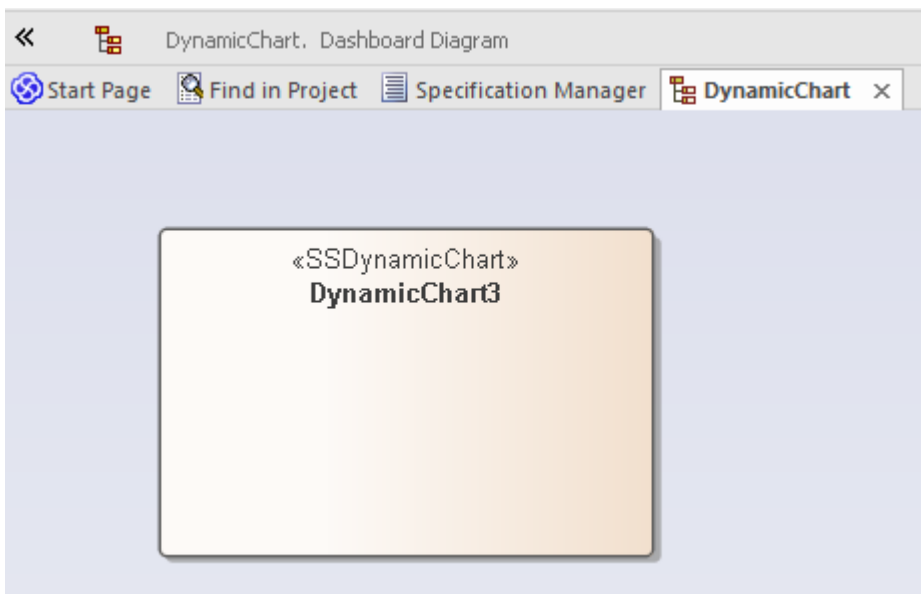 DynamicChart. Dashboard Diagram
Start Page Find in Project Specification Manager DynamicChart
«SSDynamicChart»
DynamicChart3